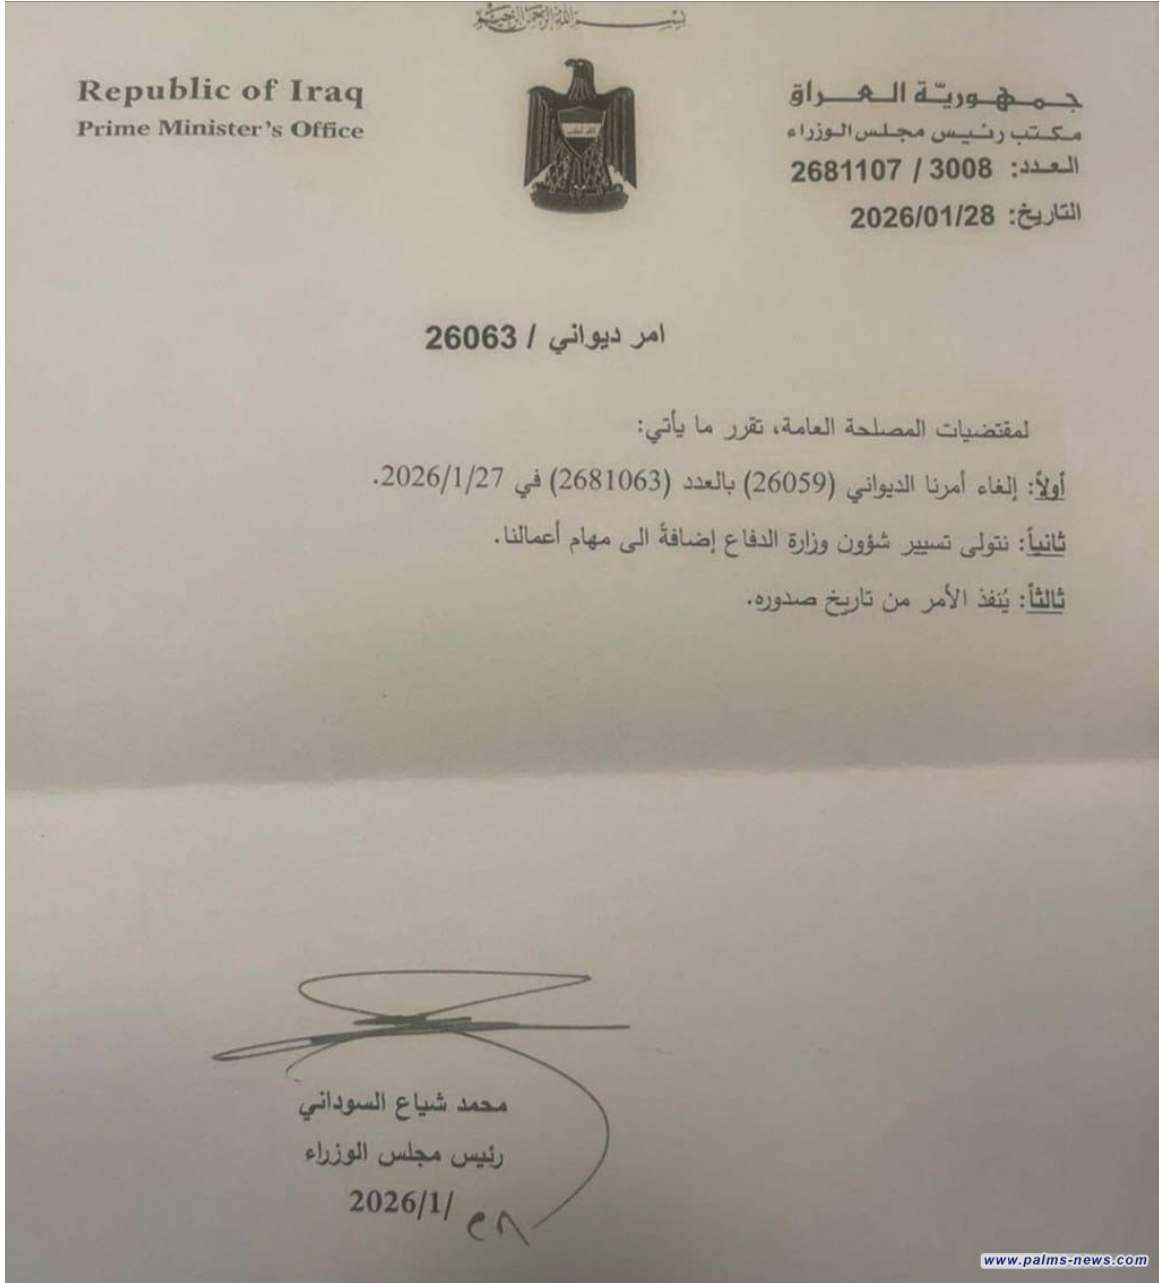 بسم الله الرحمن الرحيم
Republic of Iraq
Prime Minister's Office
جمهوريّة العراق
مكتب رئيس مجلس الوزراء
العدد: 3008 / 2681107
التاريخ: 2026/01/28
امر ديواني / 26063
لمقتضيات المصلحة العامة، تقرر ما يأتي:
أولاً: إلغاء أمرنا الديواني (26059) بالعدد (2681063) في 2026/1/27.
ثانياً: نتولى تسيير شؤون وزارة الدفاع إضافةً الى مهام أعمالنا.
ثالثاً: يُنفذ الأمر من تاريخ صدوره.
محمد شياع السوداني
رئيس مجلس الوزراء
2026/1/ ٢٨
www.palms-news.com